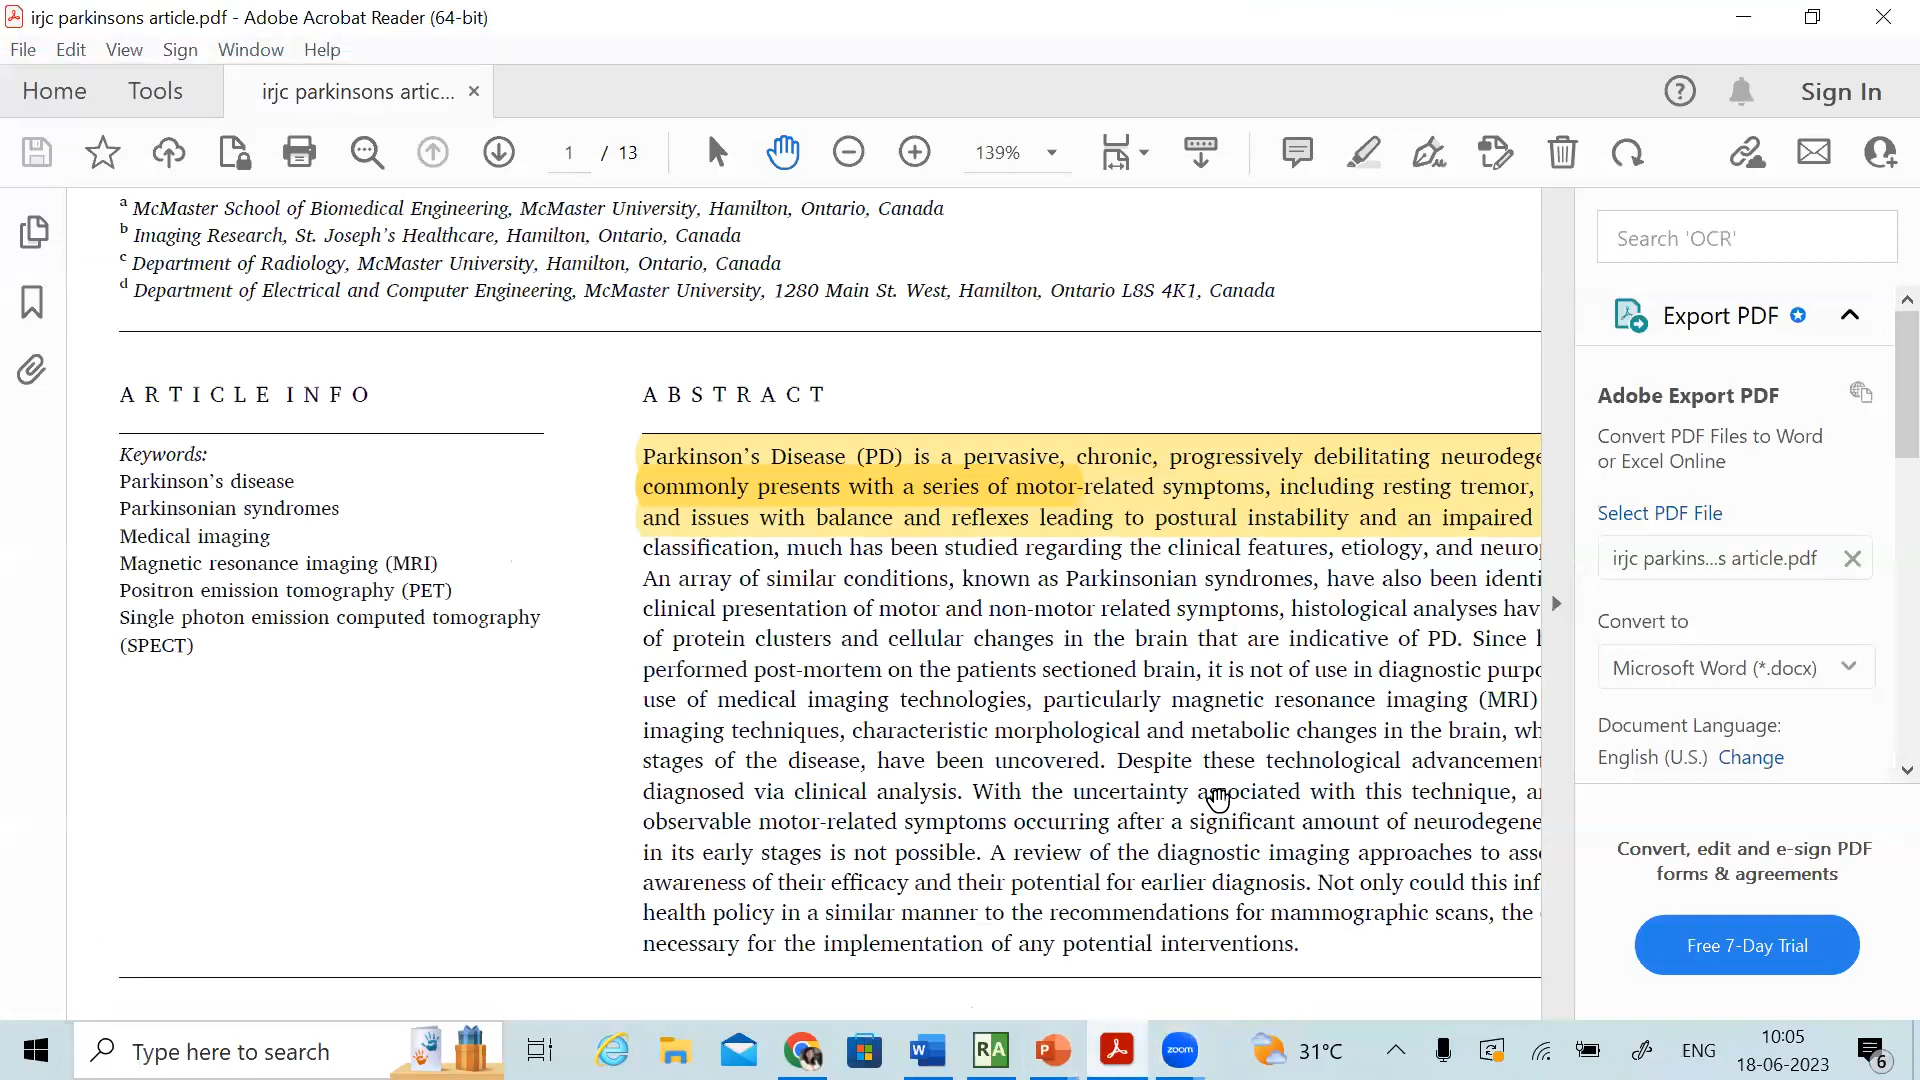 irjc parkinsons article.pdf - Adobe Acrobat Reader (64-bit)
File Edit View Sign Window Help
Home Tools irjc parkinsons artic... Sign In
1 / 13 139%
a McMaster School of Biomedical Engineering, McMaster University, Hamilton, Ontario, Canada
b Imaging Research, St. Joseph's Healthcare, Hamilton, Ontario, Canada
c Department of Radiology, McMaster University, Hamilton, Ontario, Canada
d Department of Electrical and Computer Engineering, McMaster University, 1280 Main St. West, Hamilton, Ontario L8S 4K1, Canada
ARTICLE INFO
Keywords:
Parkinson's disease
Parkinsonian syndromes
Medical imaging
Magnetic resonance imaging (MRI)
Positron emission tomography (PET)
Single photon emission computed tomography
(SPECT)
ABSTRACT
Parkinson's Disease (PD) is a pervasive, chronic, progressively debilitating neurodege
commonly presents with a series of motor-related symptoms, including resting tremor,
and issues with balance and reflexes leading to postural instability and an impaired
classification, much has been studied regarding the clinical features, etiology, and neurop
An array of similar conditions, known as Parkinsonian syndromes, have also been identi
clinical presentation of motor and non-motor related symptoms, histological analyses hav
of protein clusters and cellular changes in the brain that are indicative of PD. Since
performed post-mortem on the patients sectioned brain, it is not of use in diagnostic purpo
use of medical imaging technologies, particularly magnetic resonance imaging (MRI)
imaging techniques, characteristic morphological and metabolic changes in the brain, wh
stages of the disease, have been uncovered. Despite these technological advancemen
diagnosed via clinical analysis. With the uncertainty associated with this technique, a
observable motor-related symptoms occurring after a significant amount of neurodegene
in its early stages is not possible. A review of the diagnostic imaging approaches to ass
awareness of their efficacy and their potential for earlier diagnosis. Not only could this inf
health policy in a similar manner to the recommendations for mammographic scans, the
necessary for the implementation of any potential interventions.
Search 'OCR'
Export PDF
Adobe Export PDF
Convert PDF Files to Word
or Excel Online
Select PDF File
irjc parkins...s article.pdf
Convert to
Microsoft Word (*.docx)
Document Language:
English (U.S.) Change
Convert, edit and e-sign PDF
forms & agreements
Free 7-Day Trial
Type here to search
W RA P zoom
31°C
ENG
10:05
18-06-2023
6